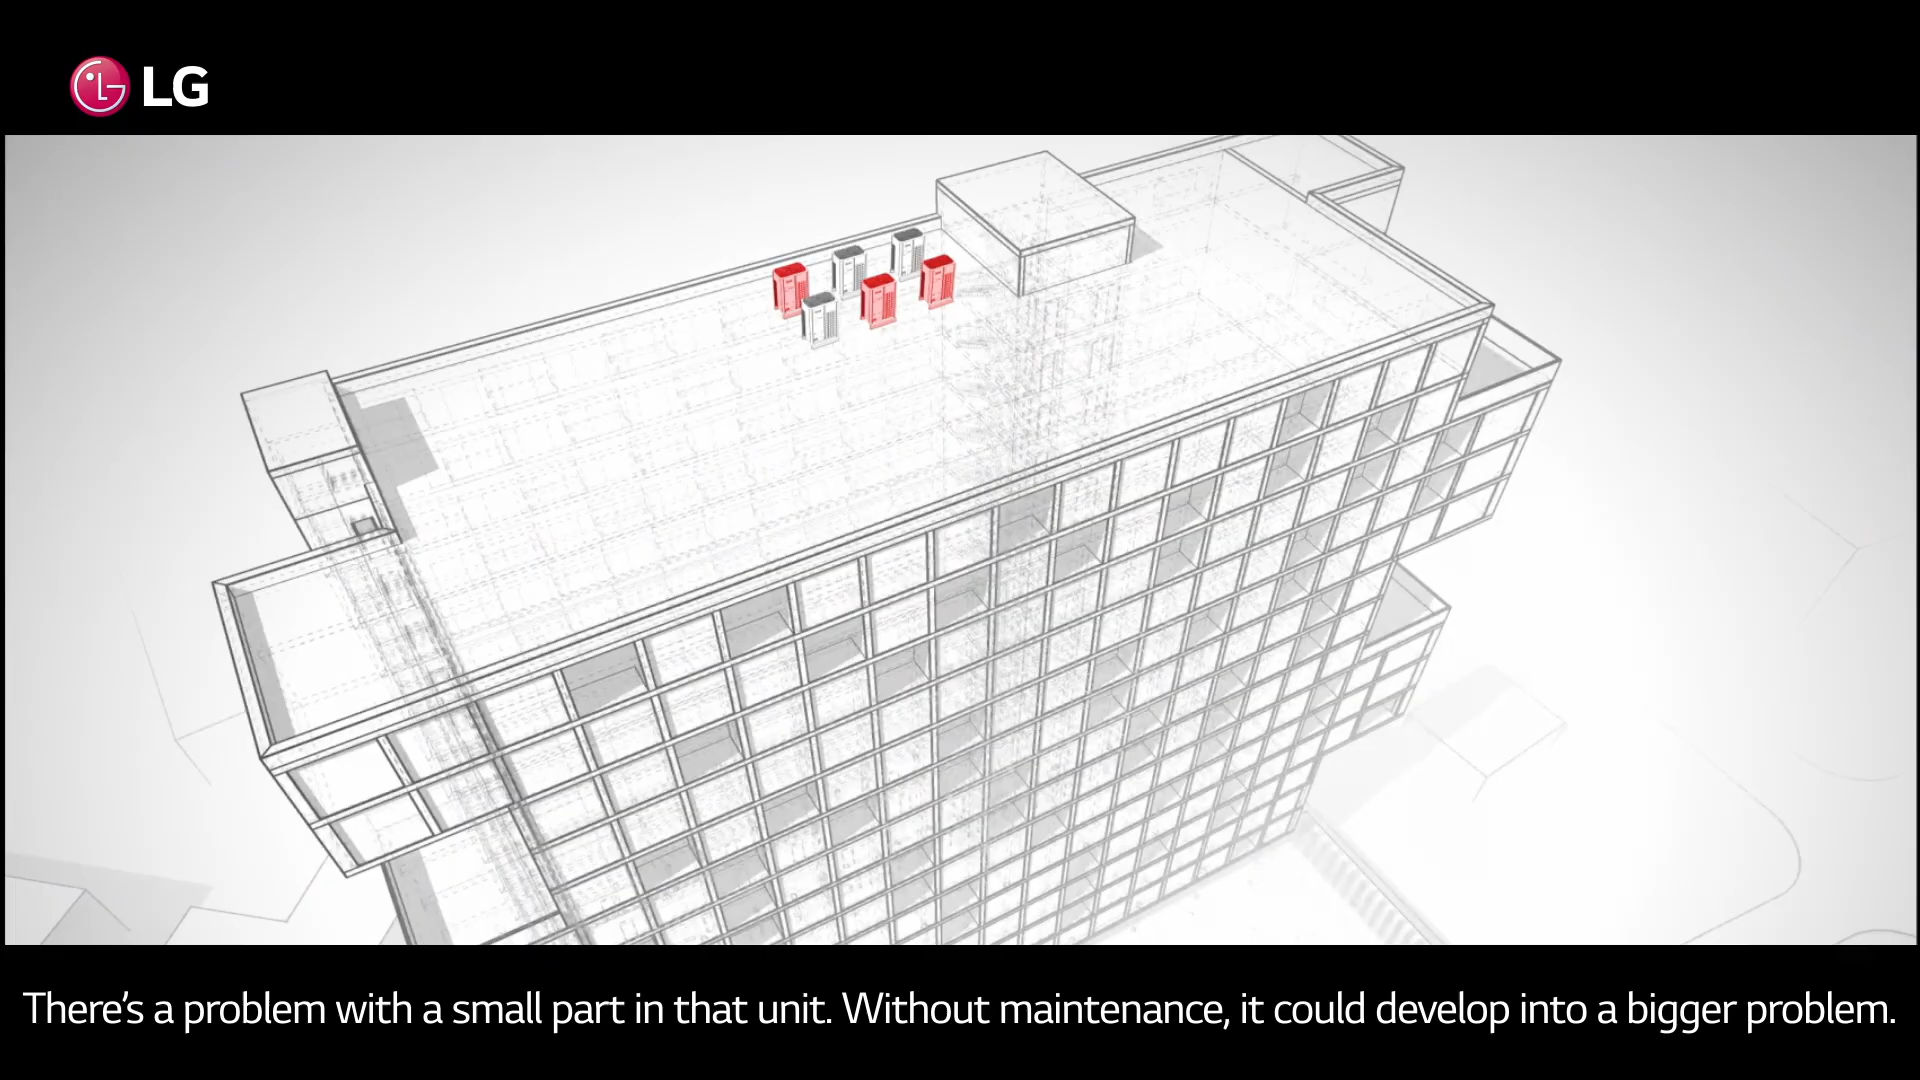 LG
There's a problem with a small part in that unit. Without maintenance, it could develop into a bigger problem.